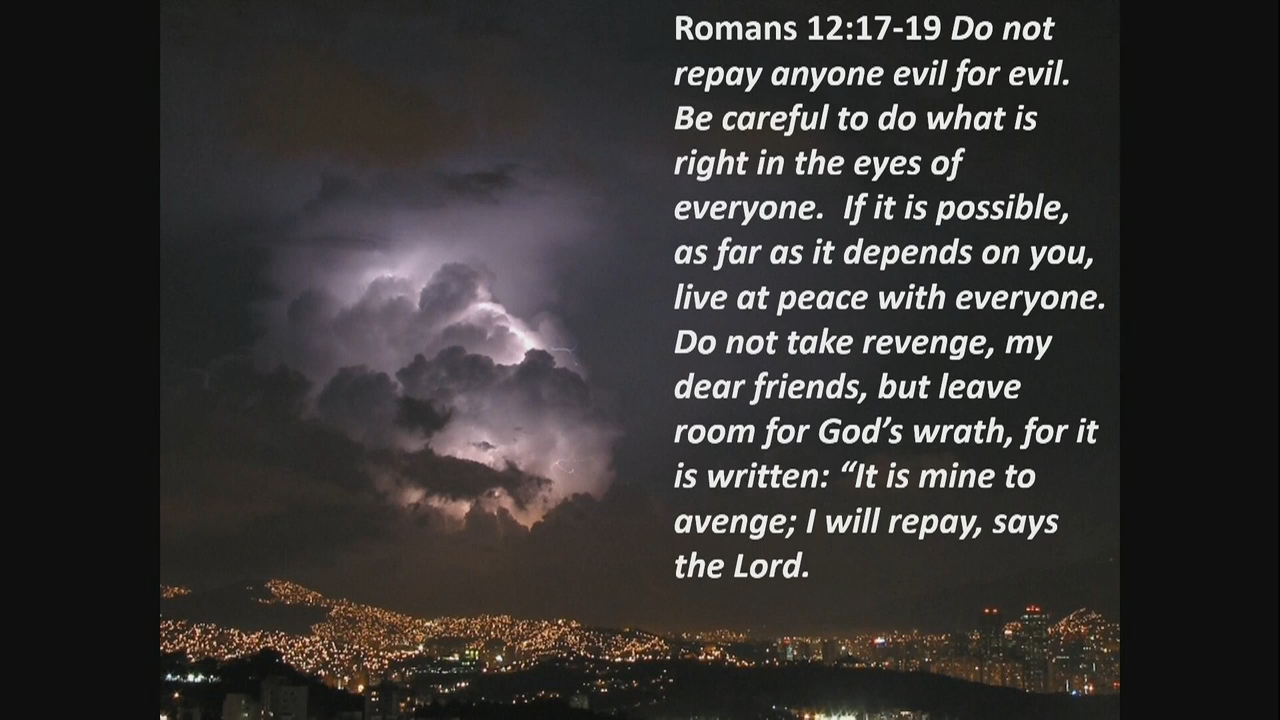 Romans 12:17-19 Do not
repay anyone evil for evil.
Be careful to do what is
right in the eyes of
everyone.  If it is possible,
as far as it depends on you,
live at peace with everyone.
Do not take revenge, my
dear friends, but leave
room for God’s wrath, for it
is written: “It is mine to
avenge; I will repay, says
the Lord.